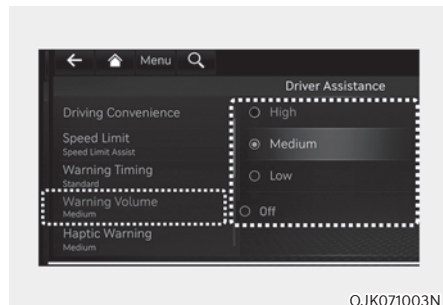 Menu
Driver Assistance
Driving Convenience
Speed Limit
Speed Limit Assist
Warning Timing
Standard
Warning Volume
Medium
Haptic Warning
Medium
High
Medium
Low
Off
OJK071003N